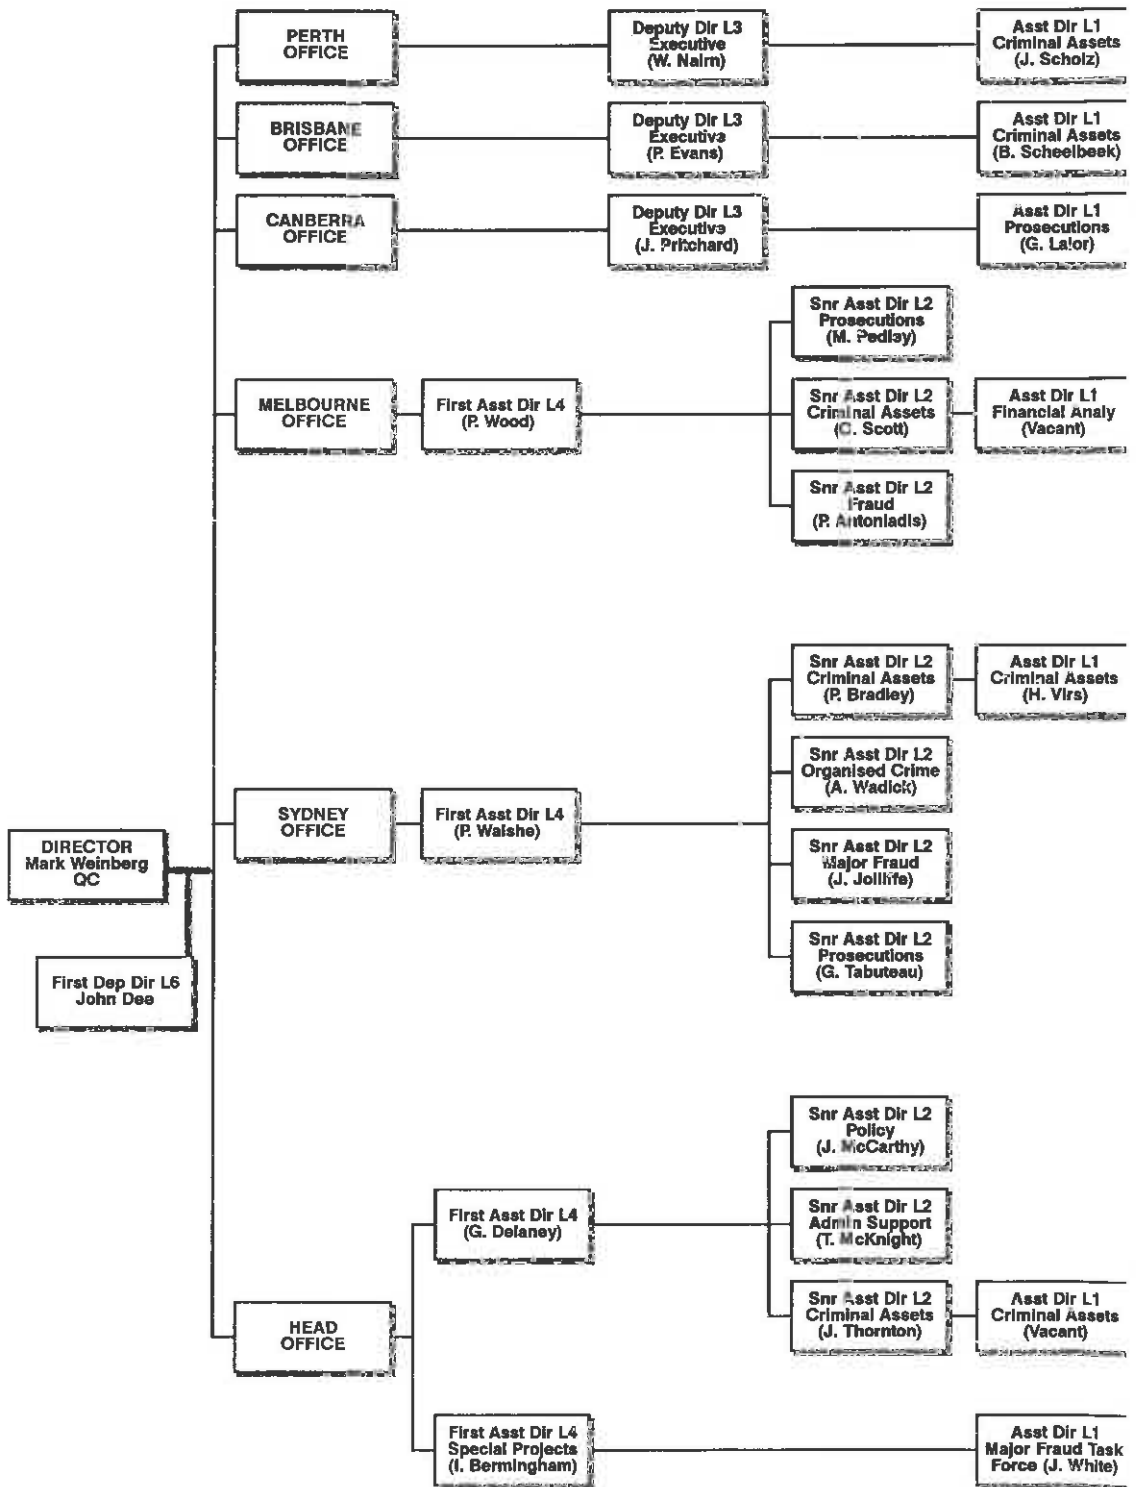 PERTH
OFFICE
Deputy Dir L3
Executive
(W. Nairn)
Asst Dir L1
Criminal Assets
(J. Scholz)
BRISBANE
OFFICE
Deputy Dir L3
Executive
(P. Evans)
Asst Dir L1
Criminal Assets
(B. Scheelbeek)
CANBERRA
OFFICE
Deputy Dir L3
Executive
(J. Pritchard)
Asst Dir L1
Prosecutions
(G. Lalor)
Snr Asst Dir L2
Prosecutions
(M. Pedlay)
MELBOURNE
OFFICE
First Asst Dir L4
(P. Wood)
Snr Asst Dir L2
Criminal Assets
(C. Scott)
Asst Dir L1
Financial Analy
(Vacant)
Snr Asst Dir L2
Fraud
(P. Antoniadis)
Snr Asst Dir L2
Criminal Assets
(P. Bradley)
Asst Dir L1
Criminal Assets
(H. Virs)
Snr Asst Dir L2
Organised Crime
(A. Wadick)
SYDNEY
OFFICE
First Asst Dir L4
(P. Walshe)
Snr Asst Dir L2
Major Fraud
(J. Jolliffe)
DIRECTOR
Mark Weinberg
QC
Snr Asst Dir L2
Prosecutions
(G. Tabuteau)
First Dep Dir L6
John Dee
Snr Asst Dir L2
Policy
(J. McCarthy)
First Asst Dir L4
(G. Delaney)
Snr Asst Dir L2
Admin Support
(T. McKnight)
HEAD
OFFICE
Snr Asst Dir L2
Criminal Assets
(J. Thornton)
Asst Dir L1
Criminal Assets
(Vacant)
First Asst Dir L4
Special Projects
(I. Bermingham)
Asst Dir L1
Major Fraud Task
Force (J. White)